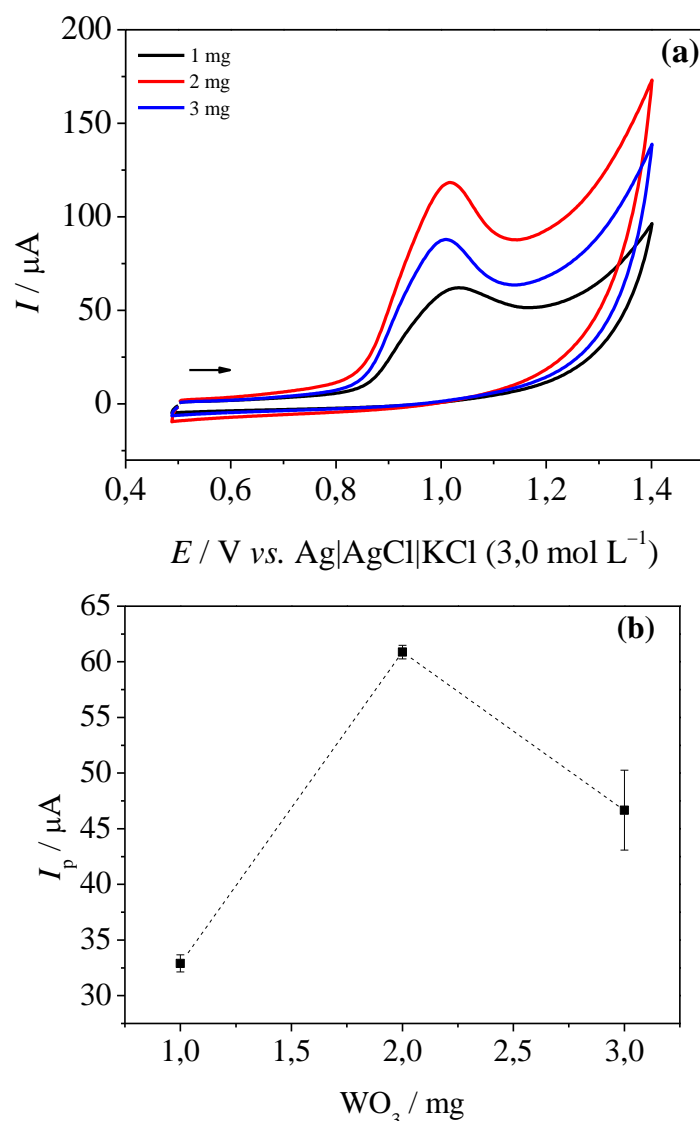 (a)
1 mg
2 mg
3 mg
200
150
100
50
0
I / μA
0,4 0,6 0,8 1,0 1,2 1,4
E / V vs. Ag|AgCl|KCl (3,0 mol L⁻¹)
(b)
65
60
55
50
45
40
35
30
Iₚ / μA
1,0 1,5 2,0 2,5 3,0
WO₃ / mg